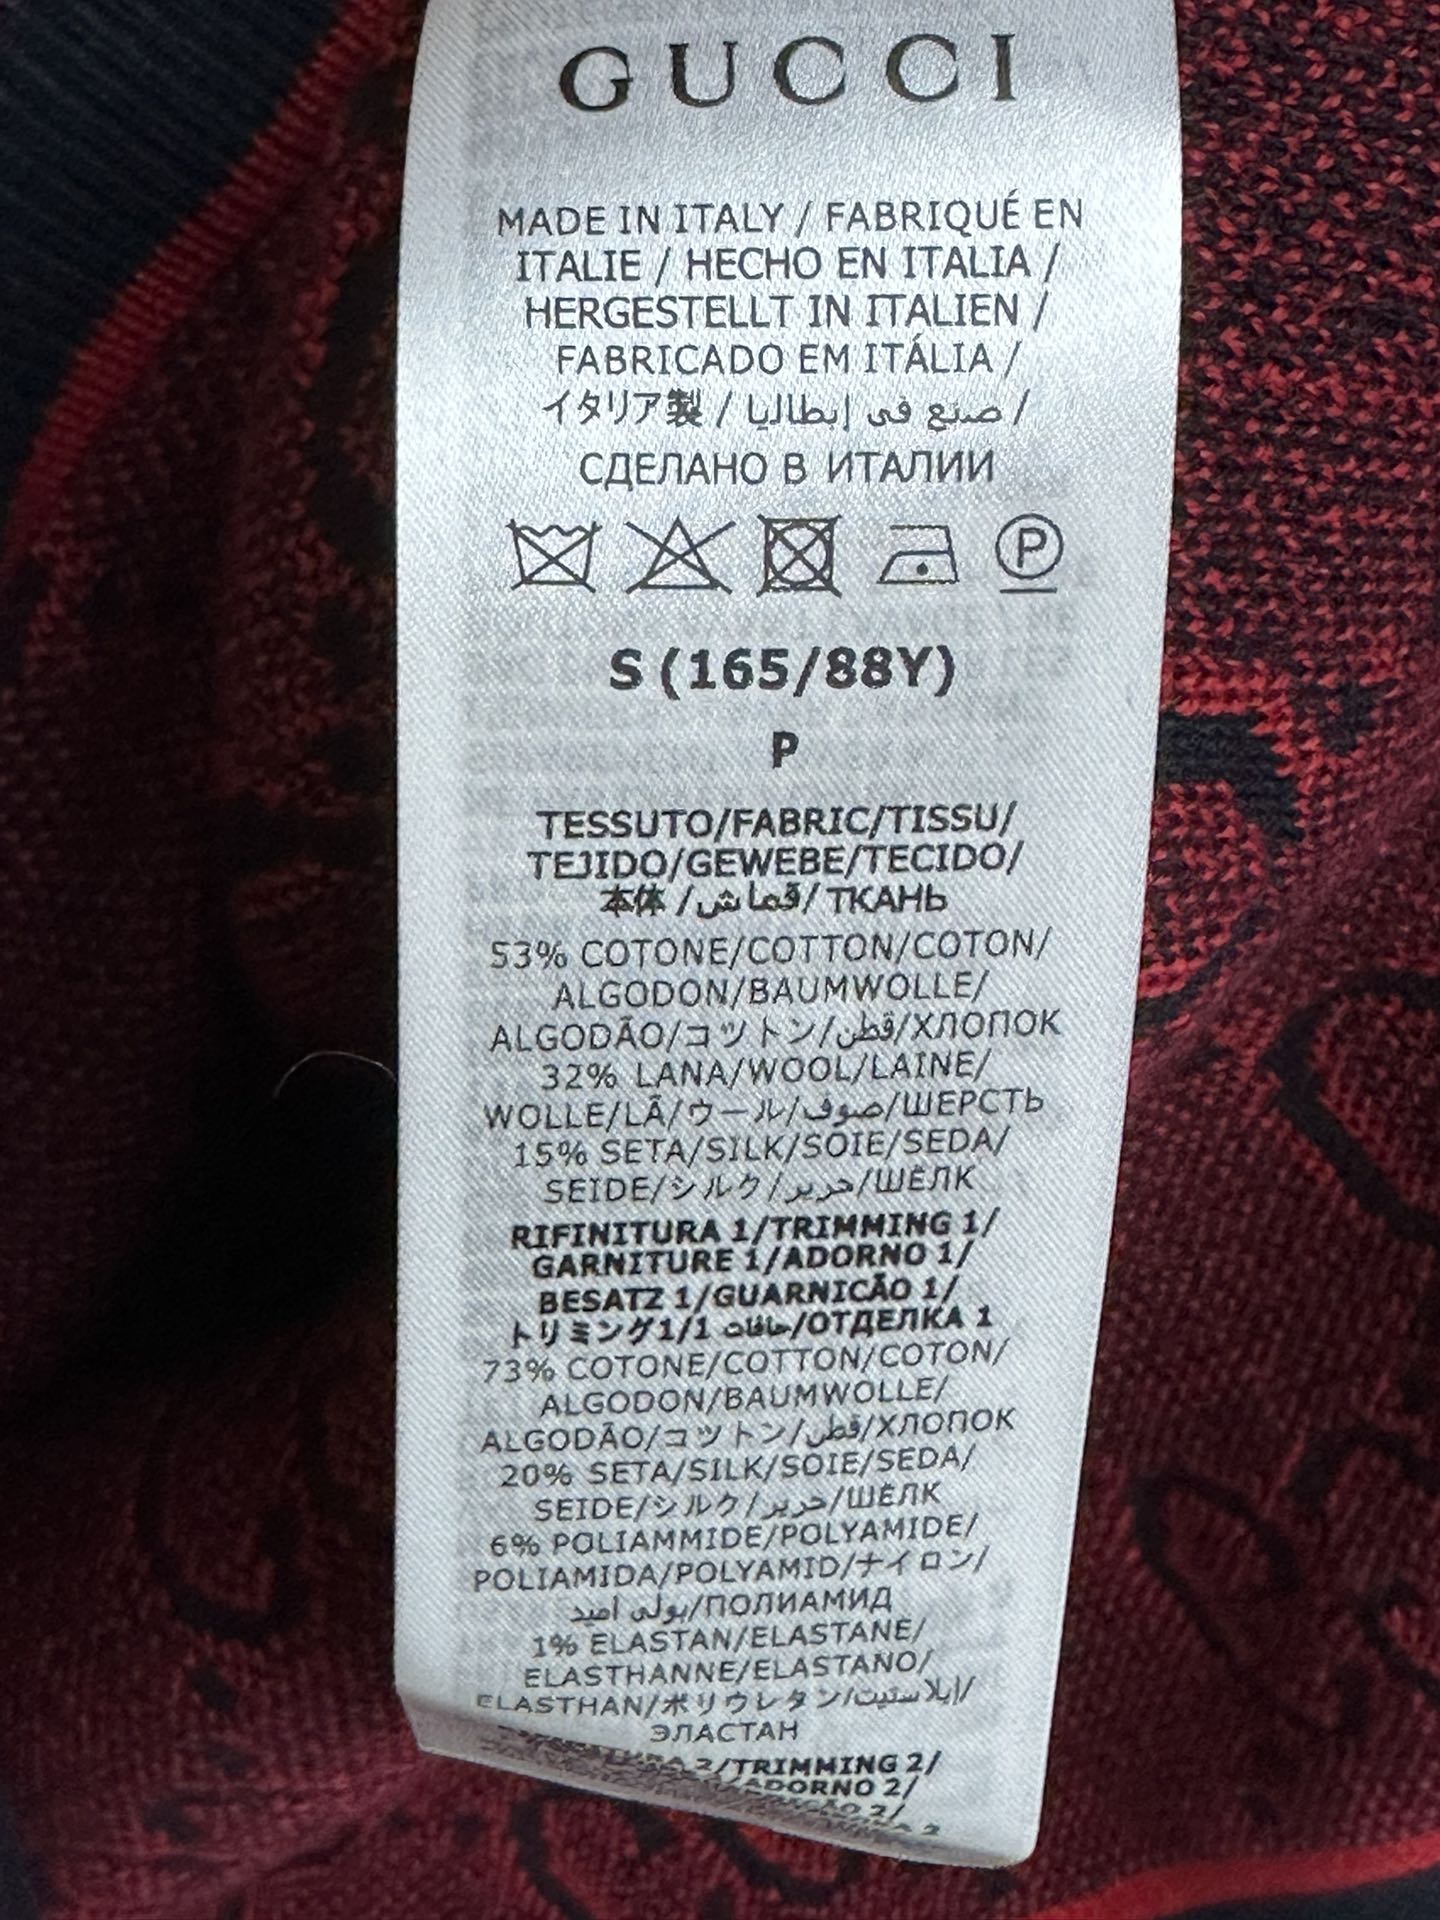 GUCCI
MADE IN ITALY / FABRIQUÉ EN
ITALIE / HECHO EN ITALIA /
HERGESTELLT IN ITALIEN /
FABRICADO EM ITÁLIA /
イタリア製 / صنع في إيطاليا /
СДЕЛАНО В ИТАЛИИ
P
S (165/88Y)
P
TESSUTO/FABRIC/TISSU/
TEJIDO/GEWEBE/TECIDO/
本体/قماش/ТКАНЬ
53% COTONE/COTTON/COTON/
ALGODON/BAUMWOLLE/
ALGODÃO/コットン/قطن/ХЛОПОК
32% LANA/WOOL/LAINE/
WOLLE/LÃ/ウール/صوف/ШЕРСТЬ
15% SETA/SILK/SOIE/SEDA/
SEIDE/シルク/حرير/ШЁЛК
RIFINITURA 1/TRIMMING 1/
GARNITURE 1/ADORNO 1/
BESATZ 1/GUARNICÃO 1/
トリミング1/حافات 1/ОТДЕЛКА 1
73% COTONE/COTTON/COTON/
ALGODON/BAUMWOLLE/
ALGODÃO/コットン/قطن/ХЛОПОК
20% SETA/SILK/SOIE/SEDA/
SEIDE/シルク/حرير/ШЁЛК
6% POLIAMMIDE/POLYAMIDE/
POLIAMIDA/POLYAMID/ナイロン/
بولي اميد/ПОЛИАМИД
1% ELASTAN/ELASTANE/
ELASTHANNE/ELASTANO/
ELASTHAN/ポリウレタン/إيلاستيت/
ЭЛАСТАН
2/TRIMMING 2/
ADORNO 2/
2/
2